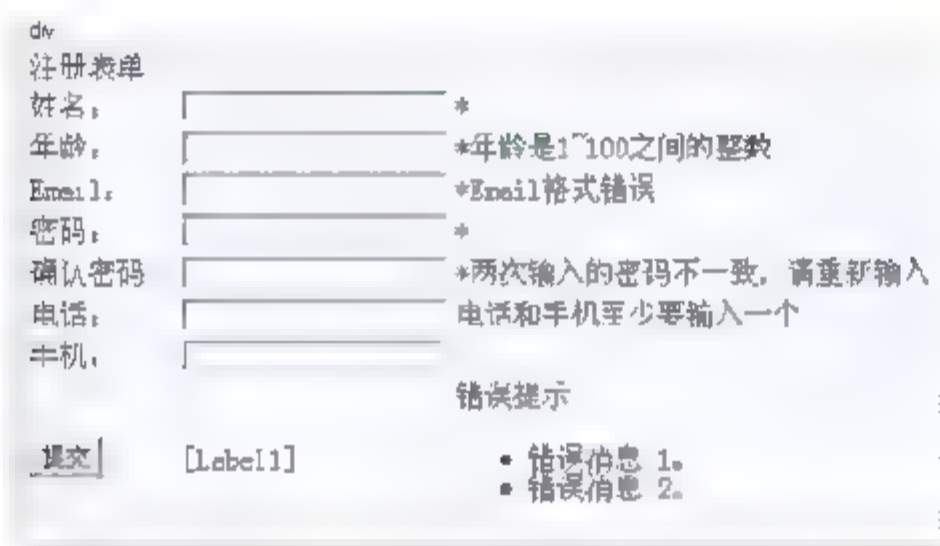 div
注册表单
姓名: *
年龄: *年龄是1~100之间的整数
Email: *Email格式错误
密码: *
确认密码 *两次输入的密码不一致，请重新输入
电话: 电话和手机至少要输入一个
手机:
错误提示
提交 [Label1] • 错误信息 1。
• 错误信息 2。